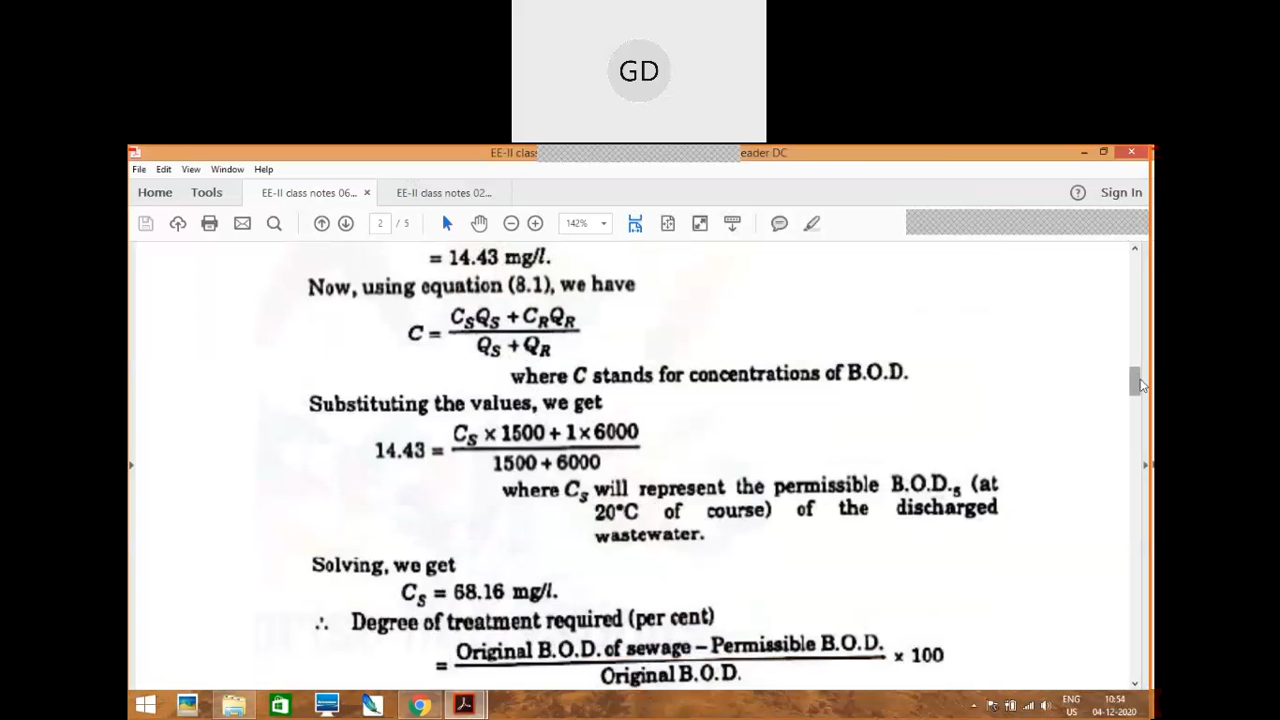 GD
EE-II clas eader DC
File Edit View Window Help
Home Tools EE-II class notes 06... × EE-II class notes 02...
? Sign In
2 / 5 142%
= 14.43 mg/l.
Now, using equation (8.1), we have
C = (C_S Q_S + C_R Q_R) / (Q_S + Q_R)
where C stands for concentrations of B.O.D.
Substituting the values, we get
14.43 = (C_S × 1500 + 1 × 6000) / (1500 + 6000)
where C_s will represent the permissible B.O.D.₅ (at
20°C of course) of the discharged
wastewater.
Solving, we get
C_S = 68.16 mg/l.
∴ Degree of treatment required (per cent)
= (Original B.O.D. of sewage – Permissible B.O.D.) / (Original B.O.D.) × 100
ENG 10:54
US 04-12-2020